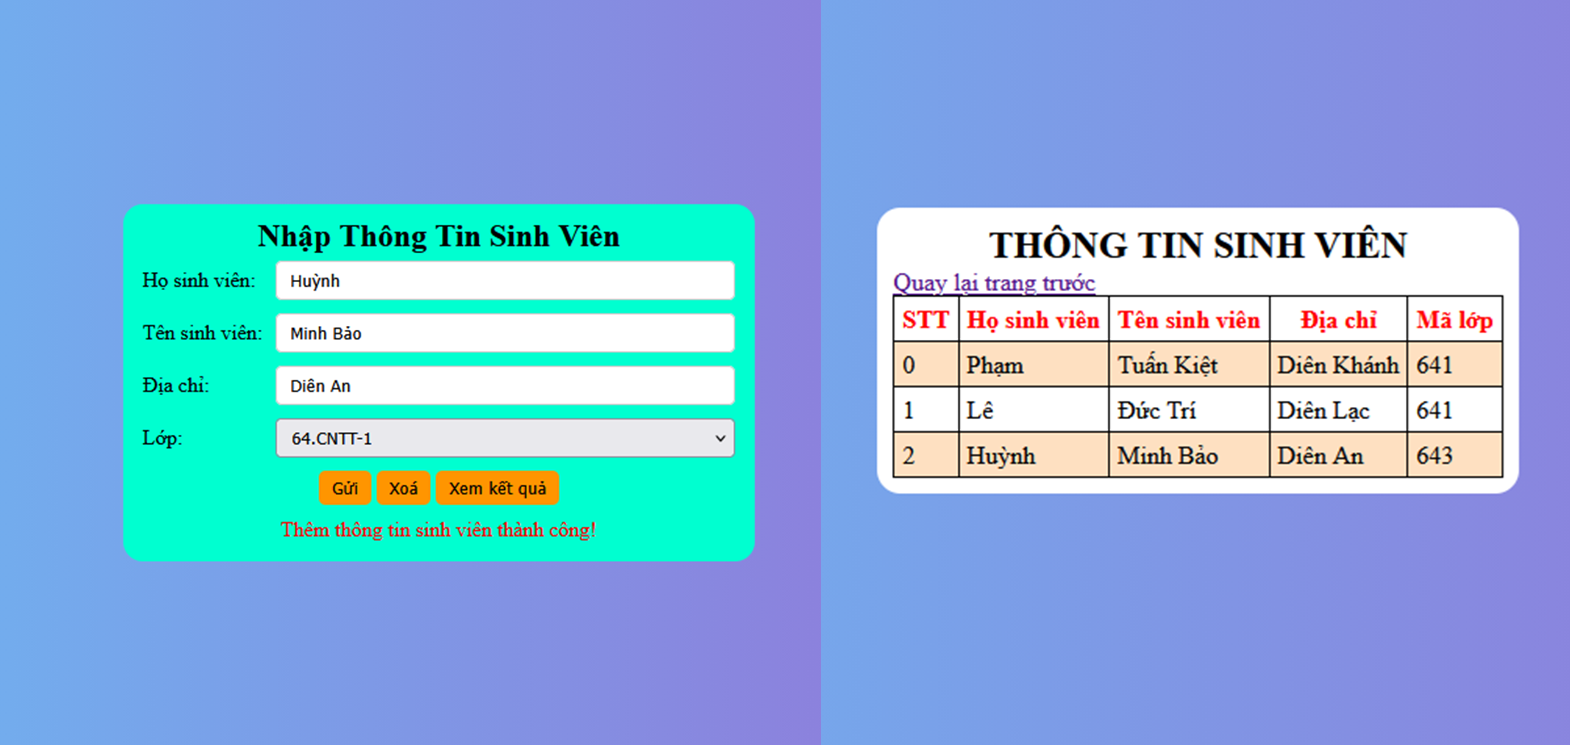 Nhập Thông Tin Sinh Viên
Họ sinh viên: Huỳnh
Tên sinh viên: Minh Bảo
Địa chỉ: Diên An
Lớp: 64.CNTT-1
Gửi Xoá Xem kết quả
Thêm thông tin sinh viên thành công!
THÔNG TIN SINH VIÊN
Quay lại trang trước
STT Họ sinh viên Tên sinh viên Địa chỉ Mã lớp
0 Phạm Tuấn Kiệt Diên Khánh 641
1 Lê Đức Trí Diên Lạc 641
2 Huỳnh Minh Bảo Diên An 643